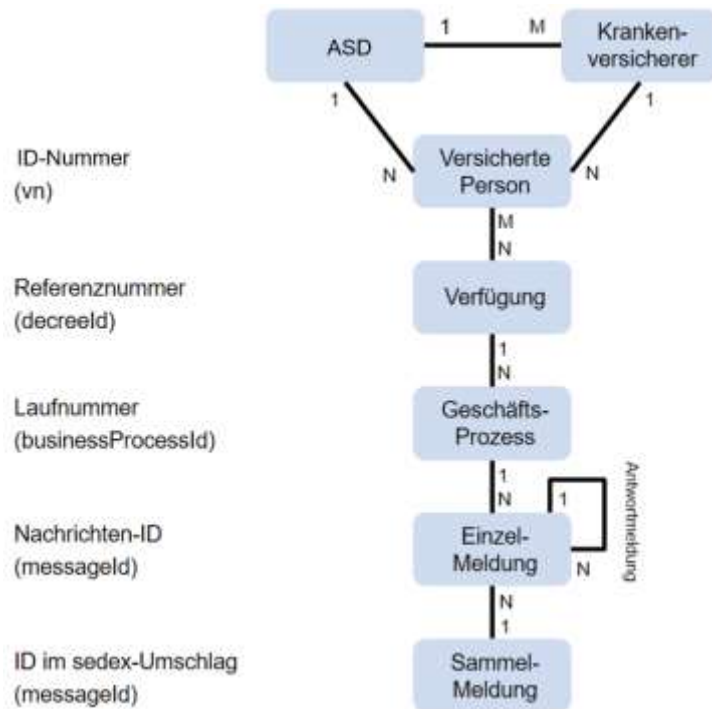 ASD
1
M
Kranken-
versicherer
1
1
ID-Nummer
(vn)
N
Versicherte
Person
N
M
N
Referenznummer
(decreeId)
Verfügung
1
N
Laufnummer
(businessProcessId)
Geschäfts-
Prozess
1
N
1
Antwortmeldung
Nachrichten-ID
(messageId)
Einzel-
Meldung
N
N
1
ID im sedex-Umschlag
(messageId)
Sammel-
Meldung